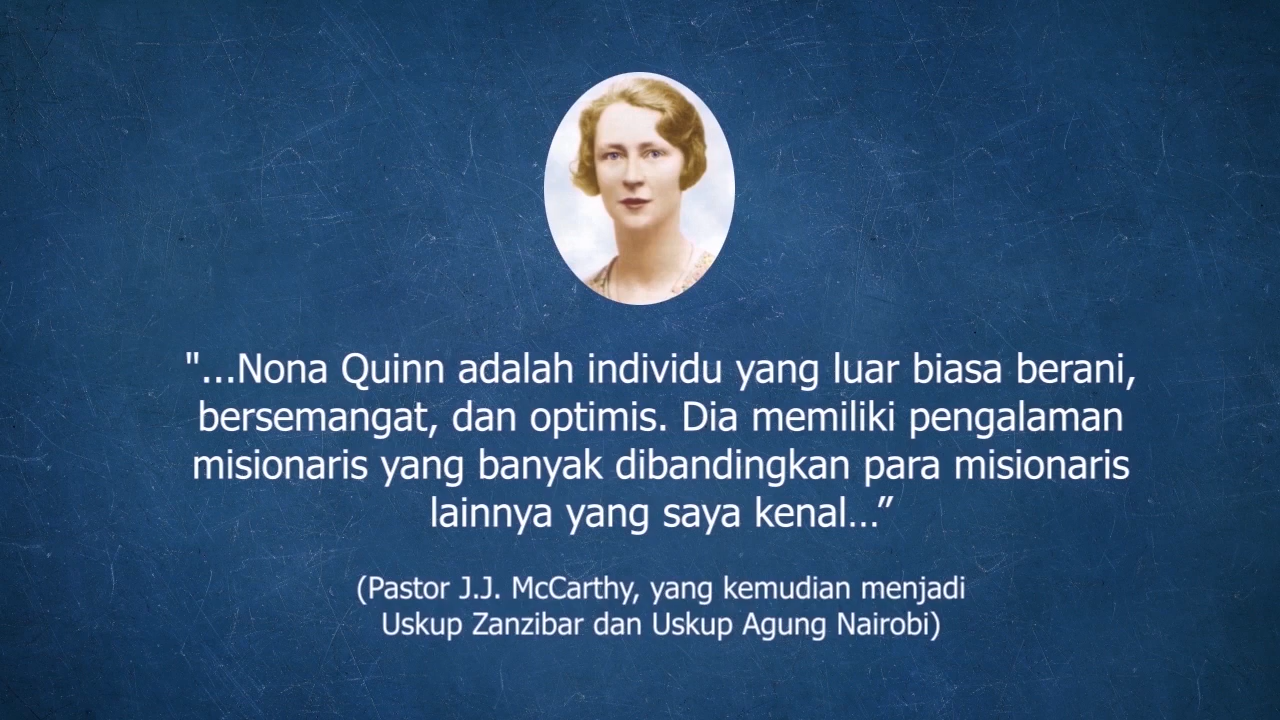 "...Nona Quinn adalah individu yang luar biasa berani,
bersemangat, dan optimis. Dia memiliki pengalaman
misionaris yang banyak dibandingkan para misionaris
lainnya yang saya kenal...”
(Pastor J.J. McCarthy, yang kemudian menjadi
Uskup Zanzibar dan Uskup Agung Nairobi)